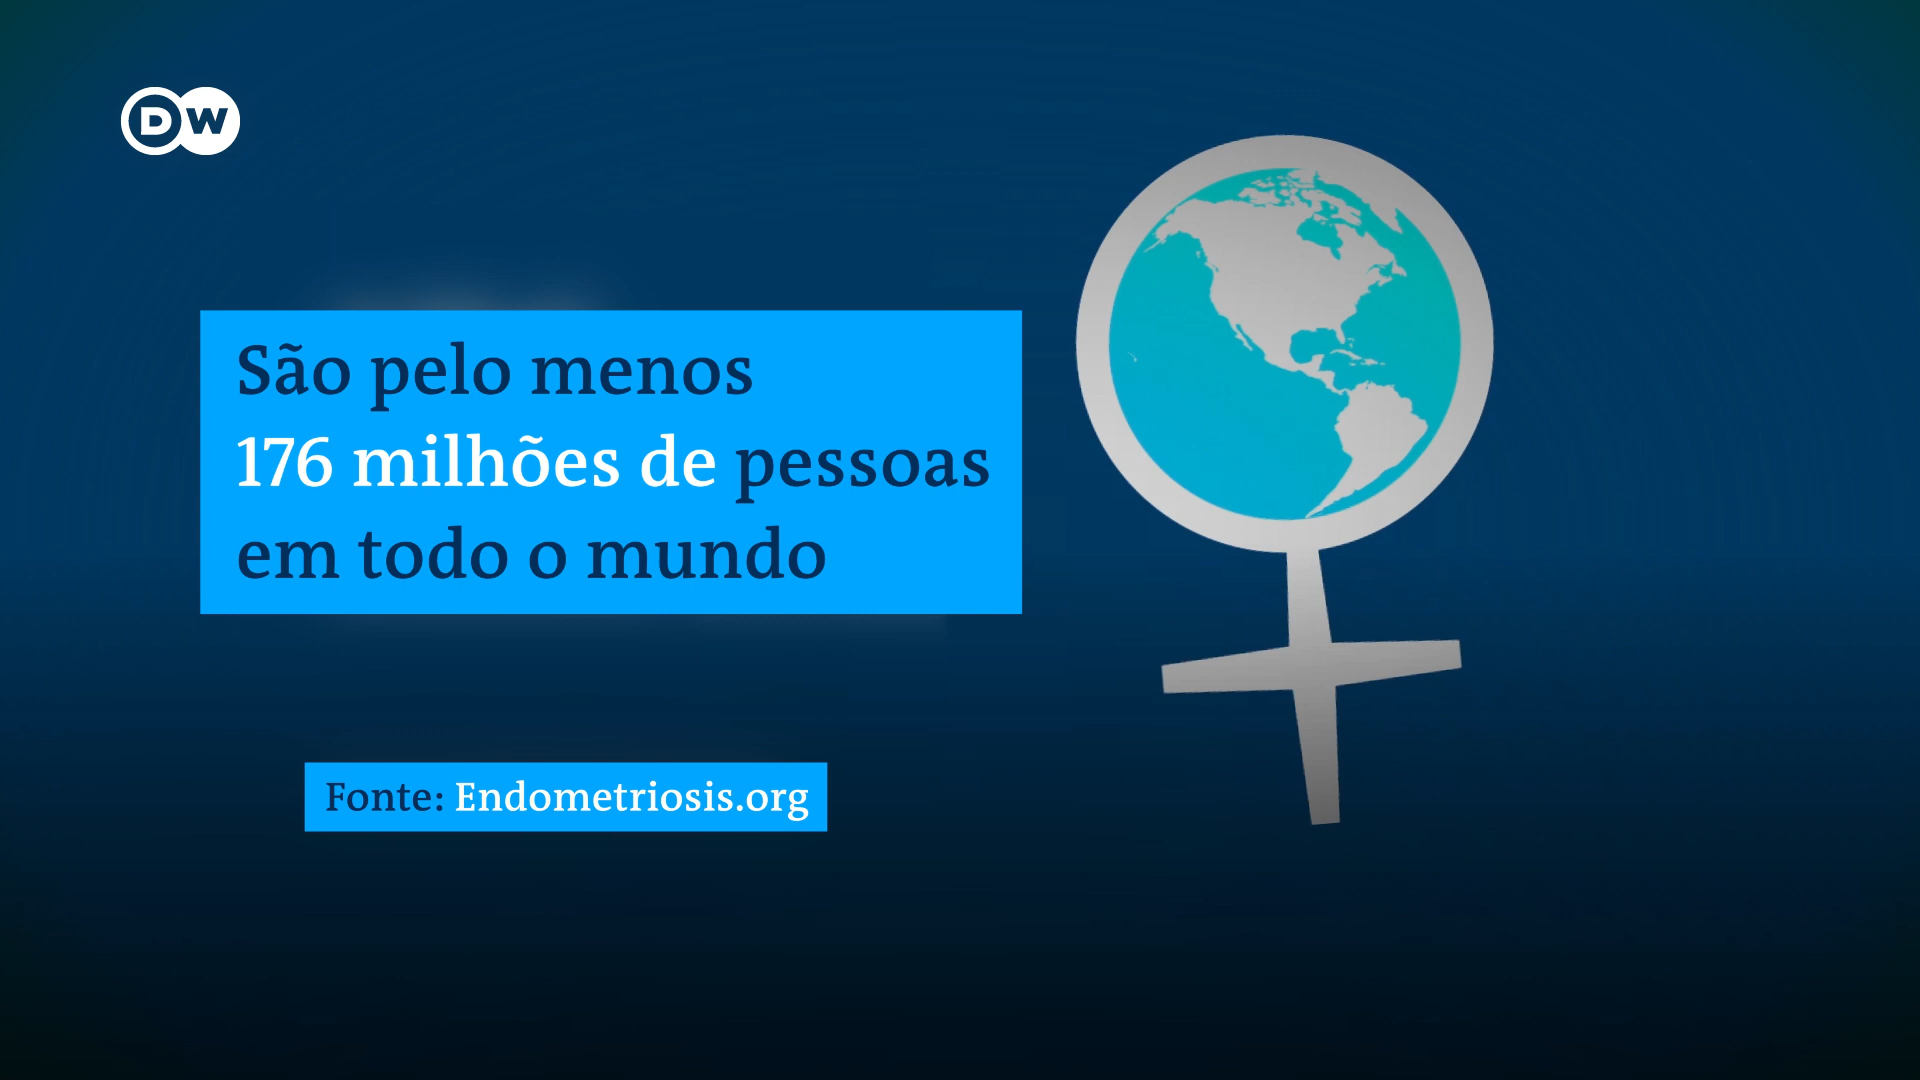 DW
São pelo menos
176 milhões de pessoas
em todo o mundo
Fonte: Endometriosis.org